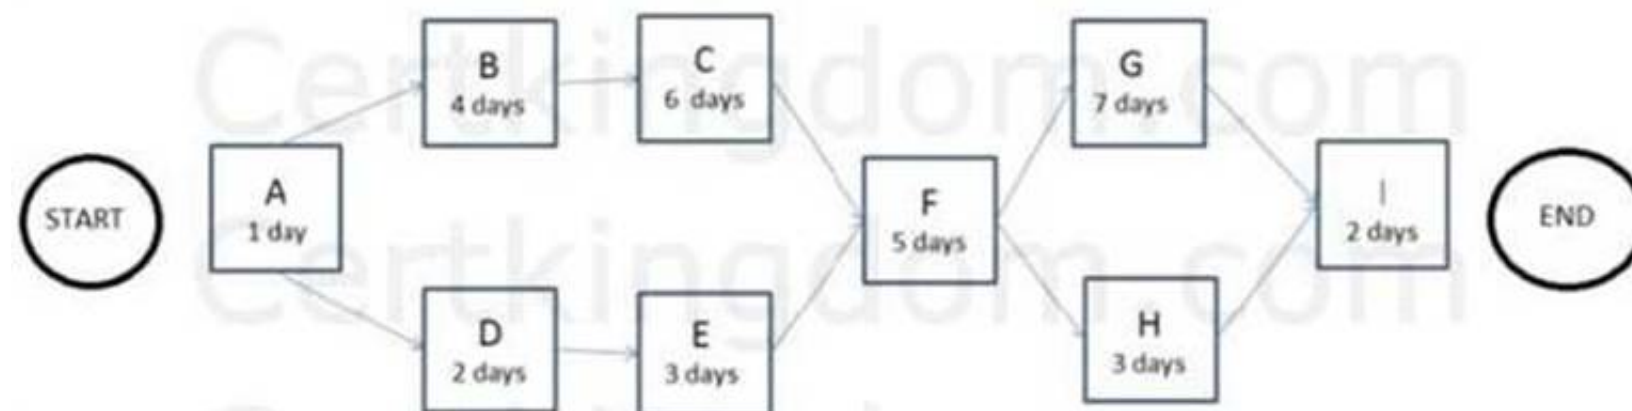 Certkingdom.com
Certkingdom.com
START
A
1 day
B
4 days
C
6 days
D
2 days
E
3 days
F
5 days
G
7 days
H
3 days
I
2 days
END